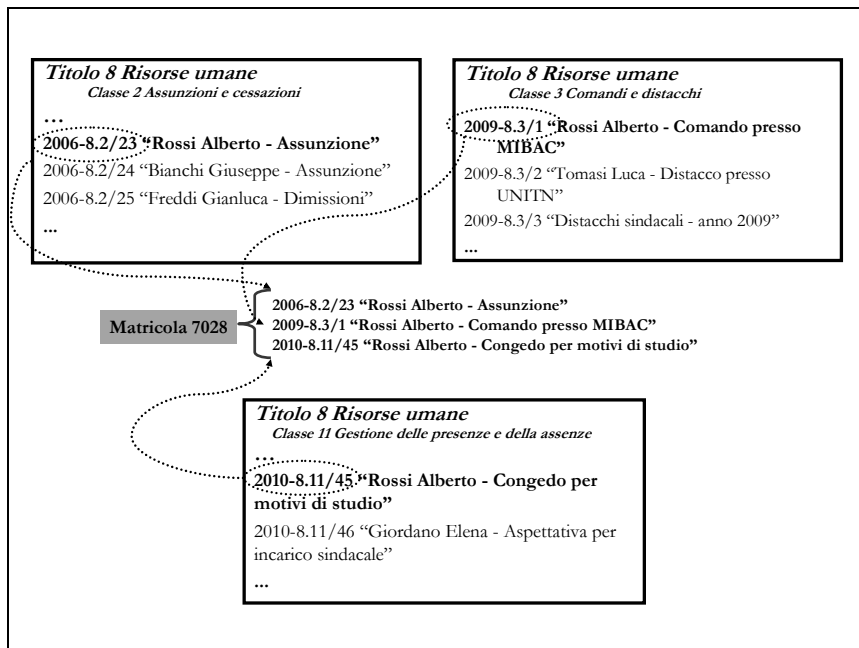 Titolo 8 Risorse umane
Classe 2 Assunzioni e cessazioni
…
2006-8.2/23 “Rossi Alberto - Assunzione”
2006-8.2/24 “Bianchi Giuseppe - Assunzione”
2006-8.2/25 “Freddi Gianluca - Dimissioni”
...
Titolo 8 Risorse umane
Classe 3 Comandi e distacchi
2009-8.3/1 “Rossi Alberto - Comando presso
MIBAC”
2009-8.3/2 “Tomasi Luca - Distacco presso
UNITN”
2009-8.3/3 “Distacchi sindacali - anno 2009”
...
Matricola 7028
2006-8.2/23 “Rossi Alberto - Assunzione”
2009-8.3/1 “Rossi Alberto - Comando presso MIBAC”
2010-8.11/45 “Rossi Alberto - Congedo per motivi di studio”
Titolo 8 Risorse umane
Classe 11 Gestione delle presenze e della assenze
…
2010-8.11/45 “Rossi Alberto - Congedo per
motivi di studio”
2010-8.11/46 “Giordano Elena - Aspettativa per
incarico sindacale”
...